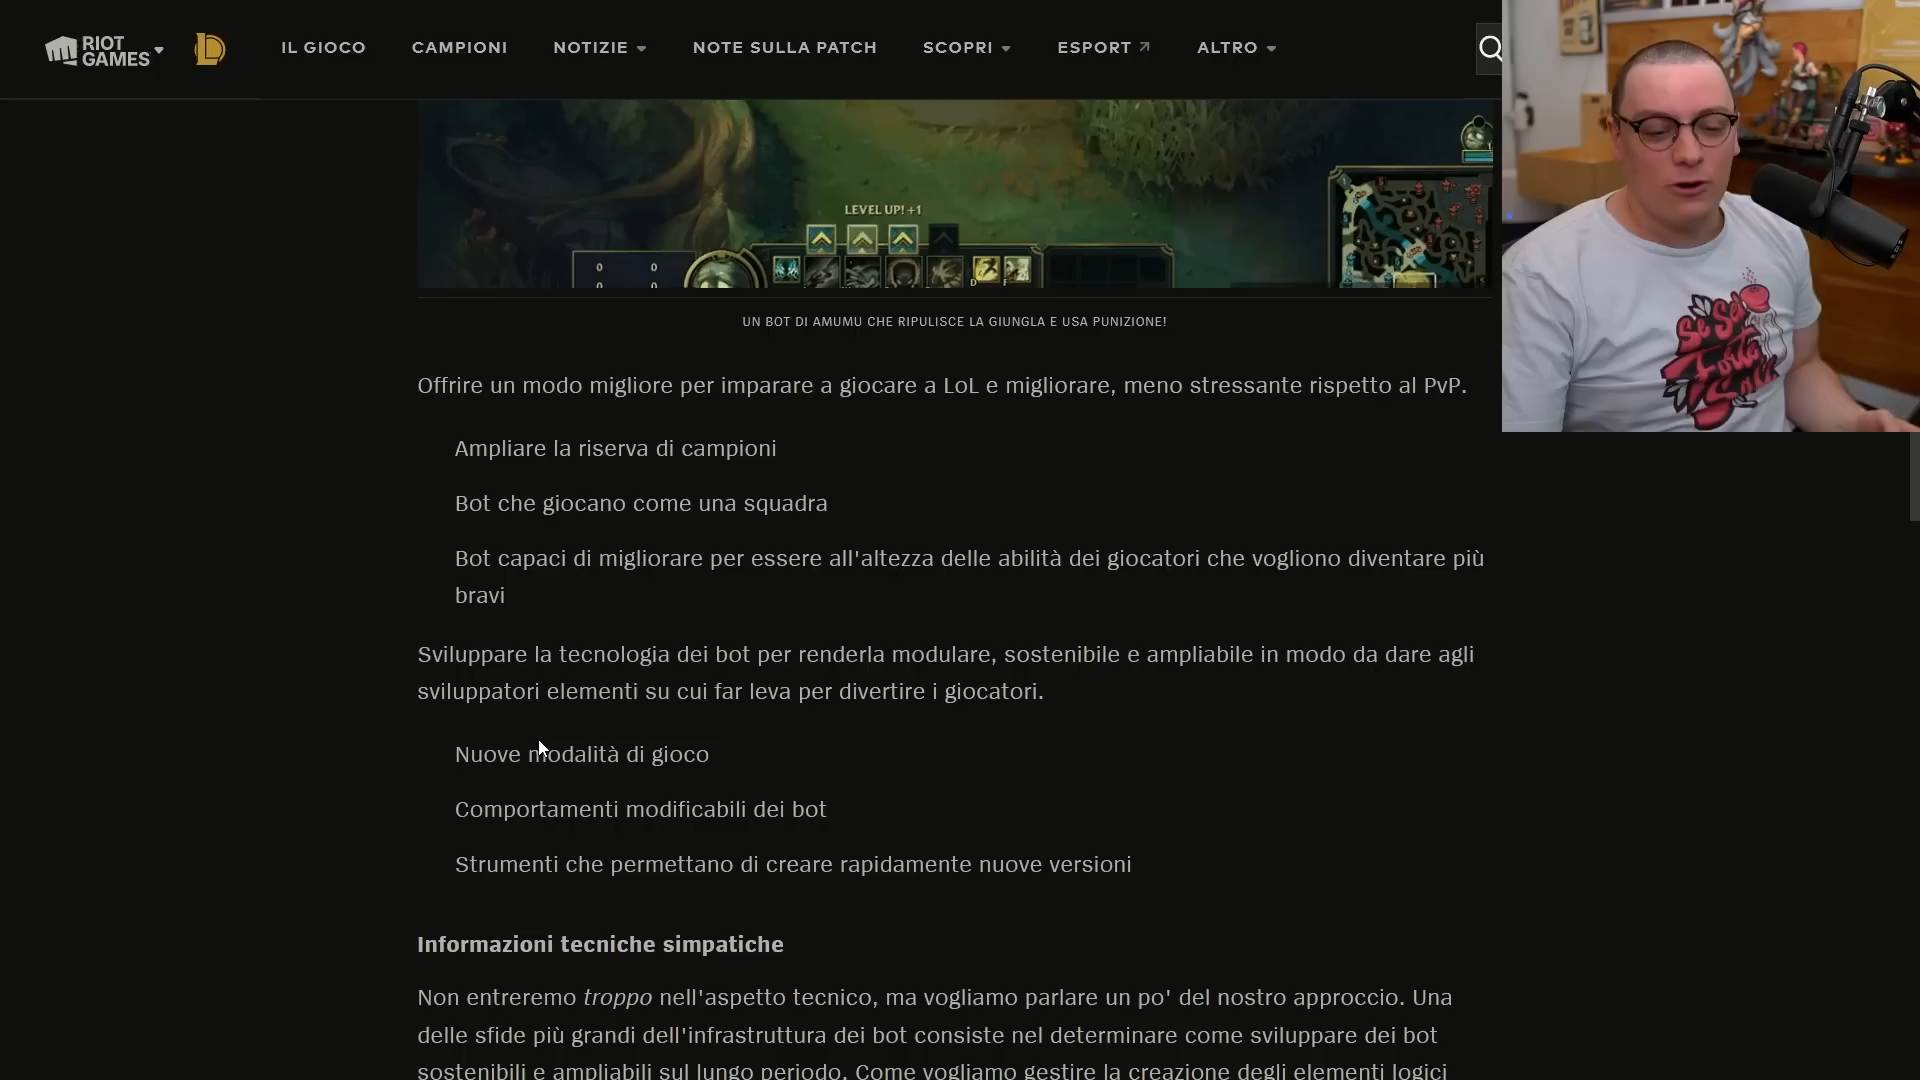 RIOT GAMES
IL GIOCO
CAMPIONI
NOTIZIE
NOTE SULLA PATCH
SCOPRI
ESPORT
ALTRO
LEVEL UP! +1
0 0
0 0
D F
UN BOT DI AMUMU CHE RIPULISCE LA GIUNGLA E USA PUNIZIONE!
Offrire un modo migliore per imparare a giocare a LoL e migliorare, meno stressante rispetto al PvP.
Ampliare la riserva di campioni
Bot che giocano come una squadra
Bot capaci di migliorare per essere all'altezza delle abilità dei giocatori che vogliono diventare più
bravi
Sviluppare la tecnologia dei bot per renderla modulare, sostenibile e ampliabile in modo da dare agli
sviluppatori elementi su cui far leva per divertire i giocatori.
Nuove modalità di gioco
Comportamenti modificabili dei bot
Strumenti che permettano di creare rapidamente nuove versioni
Informazioni tecniche simpatiche
Non entreremo troppo nell'aspetto tecnico, ma vogliamo parlare un po' del nostro approccio. Una
delle sfide più grandi dell'infrastruttura dei bot consiste nel determinare come sviluppare dei bot
sostenibili e ampliabili sul lungo periodo. Come vogliamo gestire la creazione degli elementi logici
Se Sei
Forte